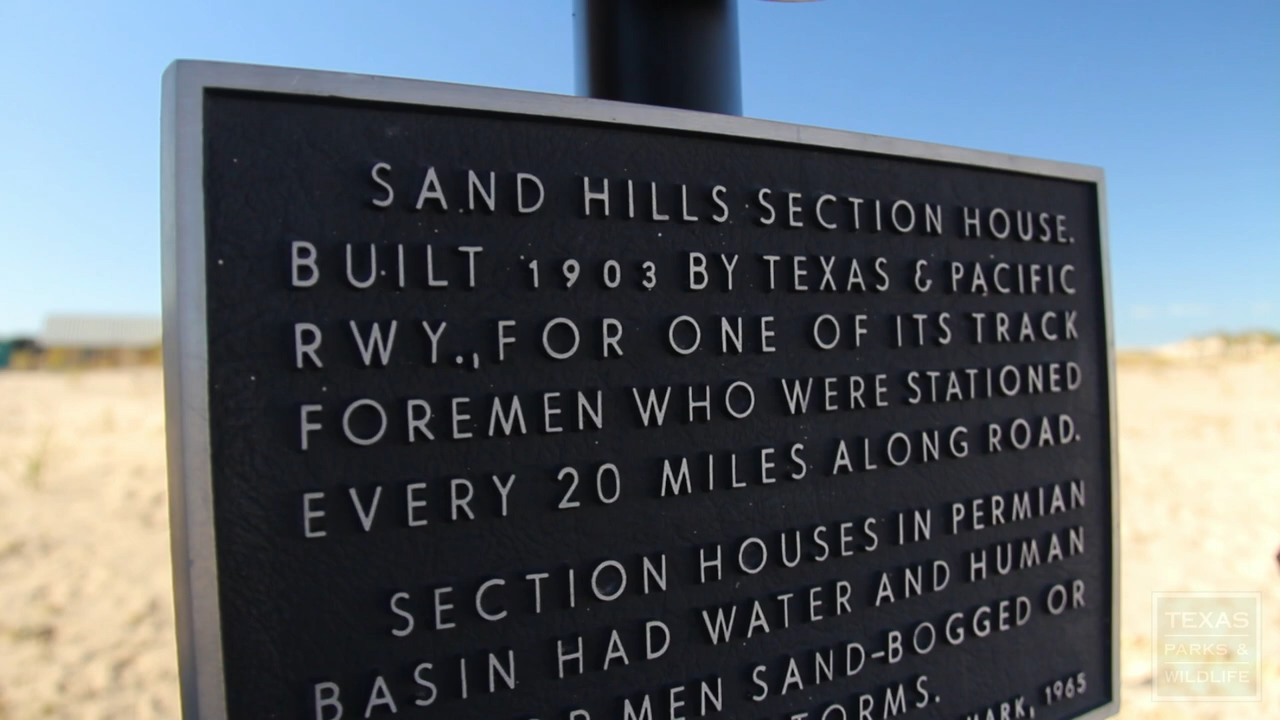 SAND HILLS SECTION HOUSE.
BUILT 1903 BY TEXAS & PACIFIC
RWY., FOR ONE OF ITS TRACK
FOREMEN WHO WERE STATIONED
EVERY 20 MILES ALONG ROAD.
SECTION HOUSES IN PERMIAN
BASIN HAD WATER AND HUMAN
MEN SAND-BOGGED OR
1965
TEXAS
PARKS &
WILDLIFE